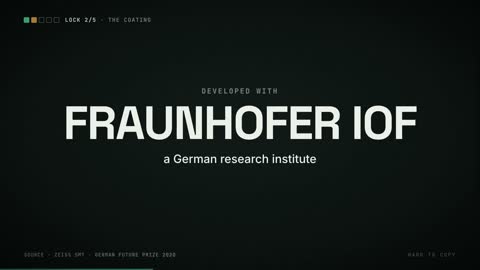 LOCK 2/5 · THE COATING
DEVELOPED WITH
FRAUNHOFER IOF
a German research institute
SOURCE · ZEISS SMT · GERMAN FUTURE PRIZE 2020
HARD TO COPY